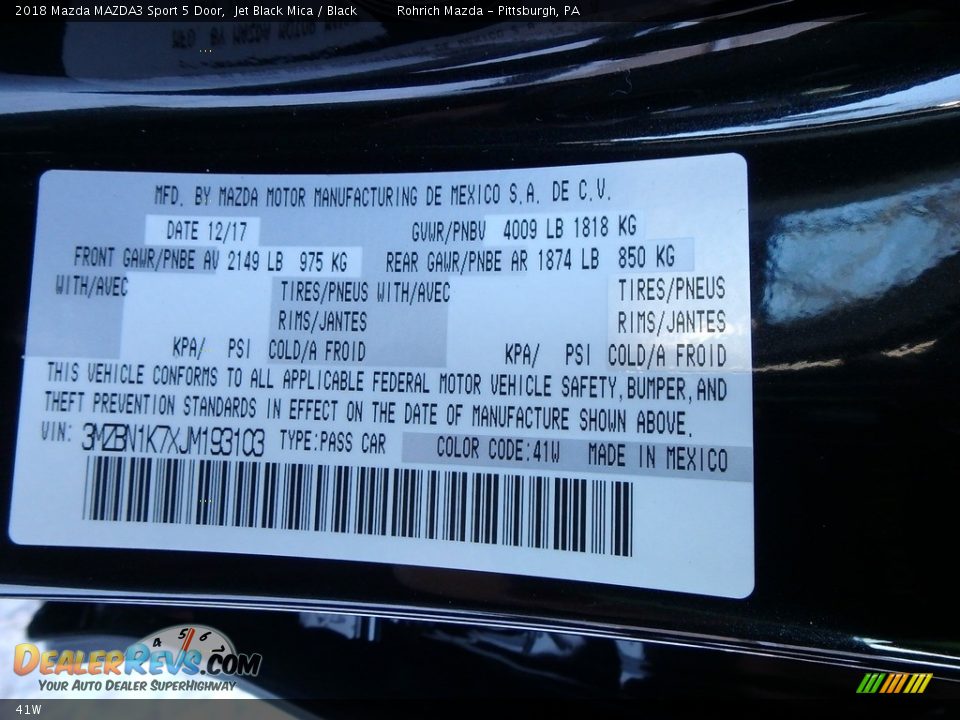 2018 Mazda MAZDA3 Sport 5 Door, Jet Black Mica / Black Rohrich Mazda - Pittsburgh, PA
MFD. BY MAZDA MOTOR MANUFACTURING DE MEXICO S.A. DE C.V.
DATE 12/17 GVWR/PNBV 4009 LB 1818 KG
FRONT GAWR/PNBE AV 2149 LB 975 KG REAR GAWR/PNBE AR 1874 LB 850 KG
WITH/AVEC TIRES/PNEUS WITH/AVEC TIRES/PNEUS
RIMS/JANTES RIMS/JANTES
KPA/ PSI COLD/A FROID KPA/ PSI COLD/A FROID
THIS VEHICLE CONFORMS TO ALL APPLICABLE FEDERAL MOTOR VEHICLE SAFETY, BUMPER, AND
THEFT PREVENTION STANDARDS IN EFFECT ON THE DATE OF MANUFACTURE SHOWN ABOVE.
VIN: 3MZBN1K7XJM193103 TYPE:PASS CAR COLOR CODE:41W MADE IN MEXICO
4 5 6
DEALERREVS.COM
YOUR AUTO DEALER SUPERHIGHWAY
41W